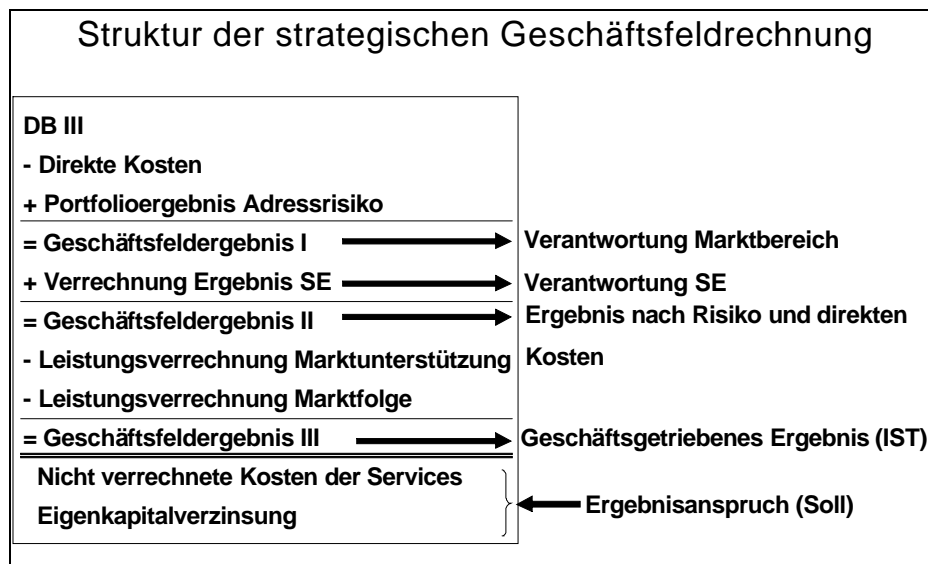 Struktur der strategischen Geschäftsfeldrechnung
DB III
- Direkte Kosten
+ Portfolioergebnis Adressrisiko
= Geschäftsfeldergebnis I Verantwortung Marktbereich
+ Verrechnung Ergebnis SE Verantwortung SE
= Geschäftsfeldergebnis II Ergebnis nach Risiko und direkten
- Leistungsverrechnung Marktunterstützung Kosten
- Leistungsverrechnung Marktfolge
= Geschäftsfeldergebnis III Geschäftsgetriebenes Ergebnis (IST)
Nicht verrechnete Kosten der Services
Eigenkapitalverzinsung
Ergebnisanspruch (Soll)